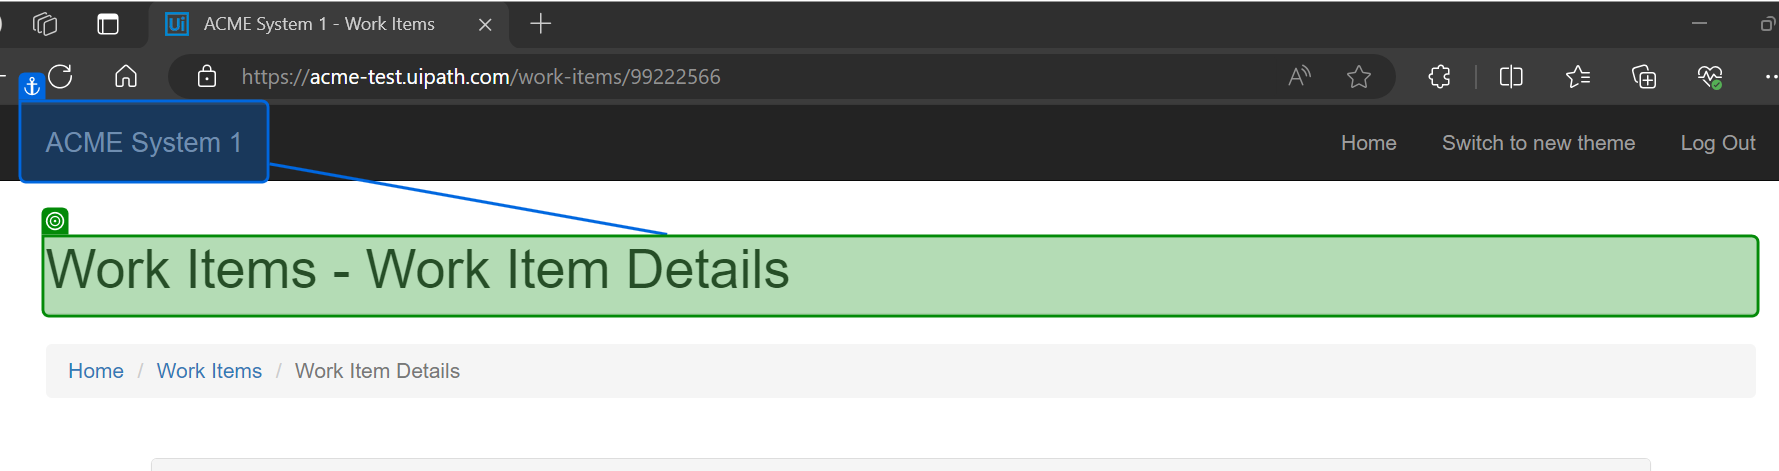 Ui ACME System 1 - Work Items
https://acme-test.uipath.com/work-items/99222566
ACME System 1 Home Switch to new theme Log Out
Work Items - Work Item Details
Home / Work Items / Work Item Details